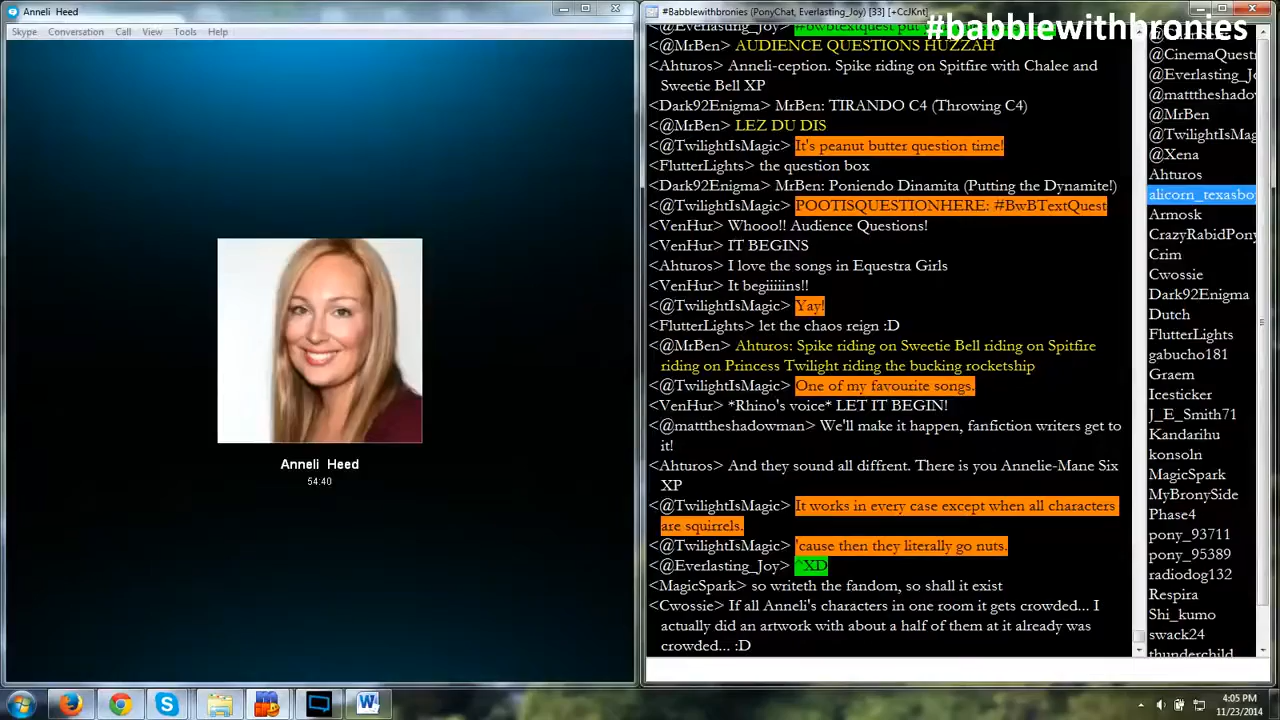 Anneli Heed
Skype Conversation Call View Tools Help
Anneli Heed
54:40
#Babblewithbronies (PonyChat, Everlasting_Joy) [33] [+CcJKnt]
#babblewithbronies
<@Everlasting_Joy> #bwbtextquest put
<@MrBen> AUDIENCE QUESTIONS HUZZAH
<Ahturos> Anneli-ception. Spike riding on Spitfire with Chalee and
Sweetie Bell XP
<Dark92Enigma> MrBen: TIRANDO C4 (Throwing C4)
<@MrBen> LEZ DU DIS
<@TwilightIsMagic> It's peanut butter question time!
<FlutterLights> the question box
<Dark92Enigma> MrBen: Poniendo Dinamita (Putting the Dynamite!)
<@TwilightIsMagic> POOTISQUESTIONHERE: #BwBTextQuest
<VenHur> Whooo!! Audience Questions!
<VenHur> IT BEGINS
<Ahturos> I love the songs in Equestra Girls
<VenHur> It begiiiiins!!
<@TwilightIsMagic> Yay!
<FlutterLights> let the chaos reign :D
<@MrBen> Ahturos: Spike riding on Sweetie Bell riding on Spitfire
riding on Princess Twilight riding the bucking rocketship
<@TwilightIsMagic> One of my favourite songs.
<VenHur> *Rhino's voice* LET IT BEGIN!
<@matttheshadowman> We'll make it happen, fanfiction writers get to
it!
<Ahturos> And they sound all diffrent. There is you Annelie-Mane Six
XP
<@TwilightIsMagic> It works in every case except when all characters
are squirrels.
<@TwilightIsMagic> 'cause then they literally go nuts.
<@Everlasting_Joy> ^XD
<MagicSpark> so writeth the fandom, so shall it exist
<Cwossie> If all Anneli's characters in one room it gets crowded... I
actually did an artwork with about a half of them at it already was
crowded... :D
@CinemaQuest
@Everlasting_Jo
@matttheshadow
@MrBen
@TwilightIsMag
@Xena
Ahturos
alicorn_texasbo
Armosk
CrazyRabidPony
Crim
Cwossie
Dark92Enigma
Dutch
FlutterLights
gabucho181
Graem
Icesticker
J_E_Smith71
Kandarihu
konsoln
MagicSpark
MyBronySide
Phase4
pony_93711
pony_95389
radiodog132
Respira
Shi_kumo
swack24
thunderchild
4:05 PM
11/23/2014